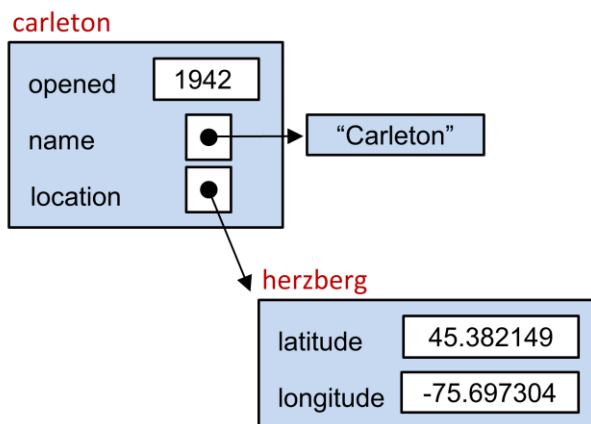 carleton
opened 1942
name “Carleton”
location
herzberg
latitude 45.382149
longitude -75.697304